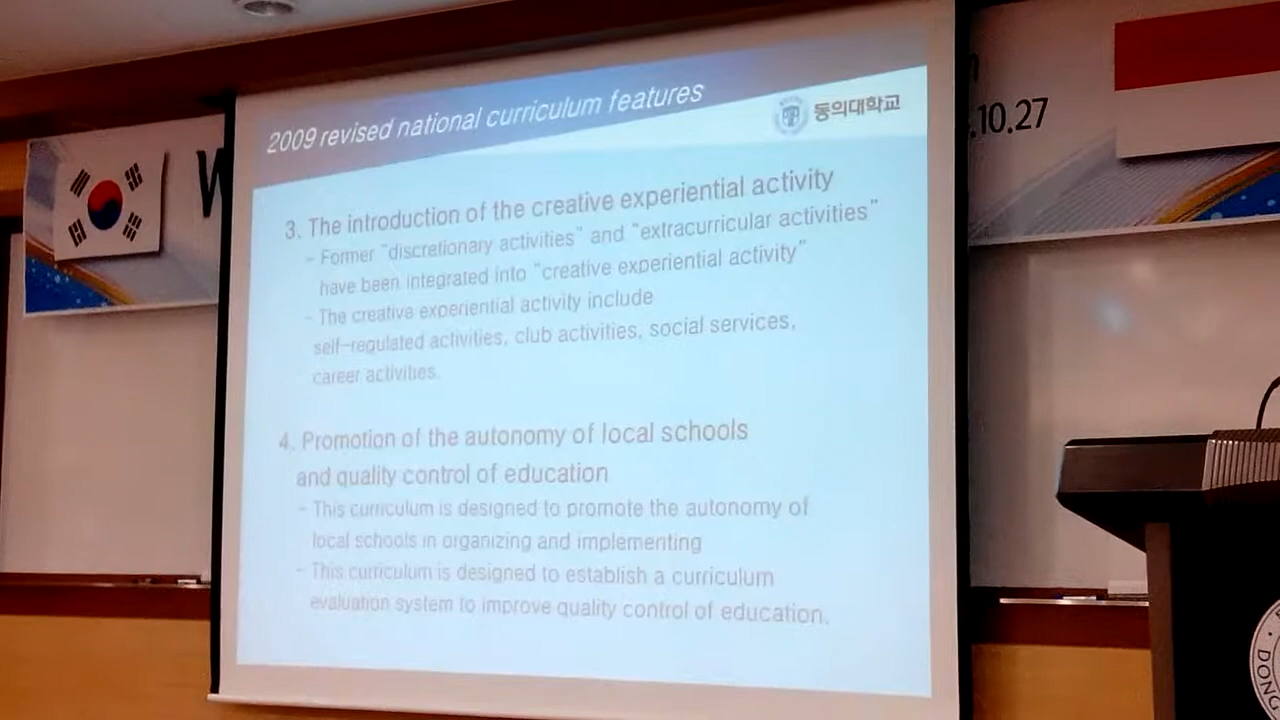 2009 revised national curriculum features
동의대학교
.10.27
W
3. The introduction of the creative experiential activity
- Former "discretionary activities" and "extracurricular activities"
have been integrated into "creative experiential activity"
- The creative experiential activity include
self-regulated activities, club activities, social services,
career activities.
4. Promotion of the autonomy of local schools
and quality control of education
- This curriculum is designed to promote the autonomy of
local schools in organizing and implementing
- This curriculum is designed to establish a curriculum
evaluation system to improve quality control of education.
DONG